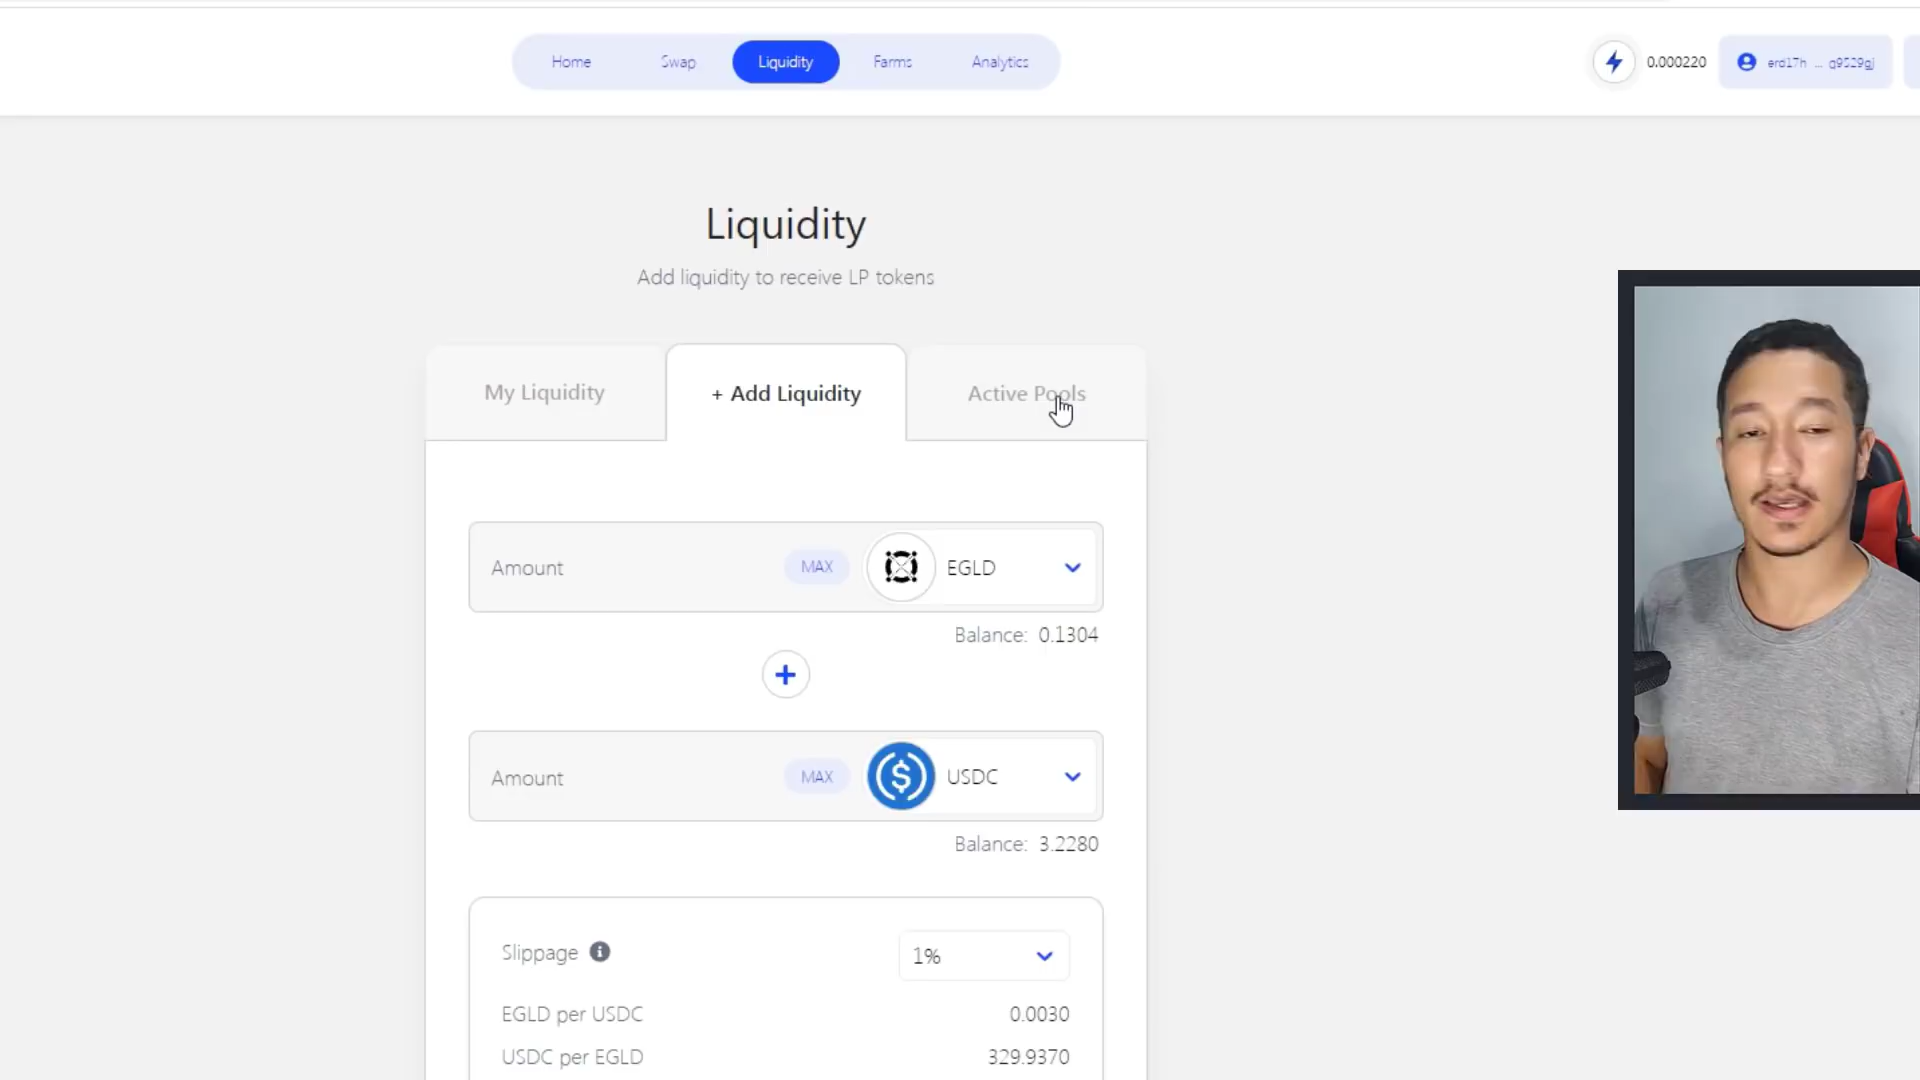 Home
Swap
Liquidity
Farms
Analytics
0.000220
erd17h ... g9529gj
Liquidity
Add liquidity to receive LP tokens
My Liquidity
+ Add Liquidity
Active Pools
Amount
MAX
EGLD
Balance: 0.1304
Amount
MAX
USDC
Balance: 3.2280
Slippage
1%
EGLD per USDC
0.0030
USDC per EGLD
329.9370